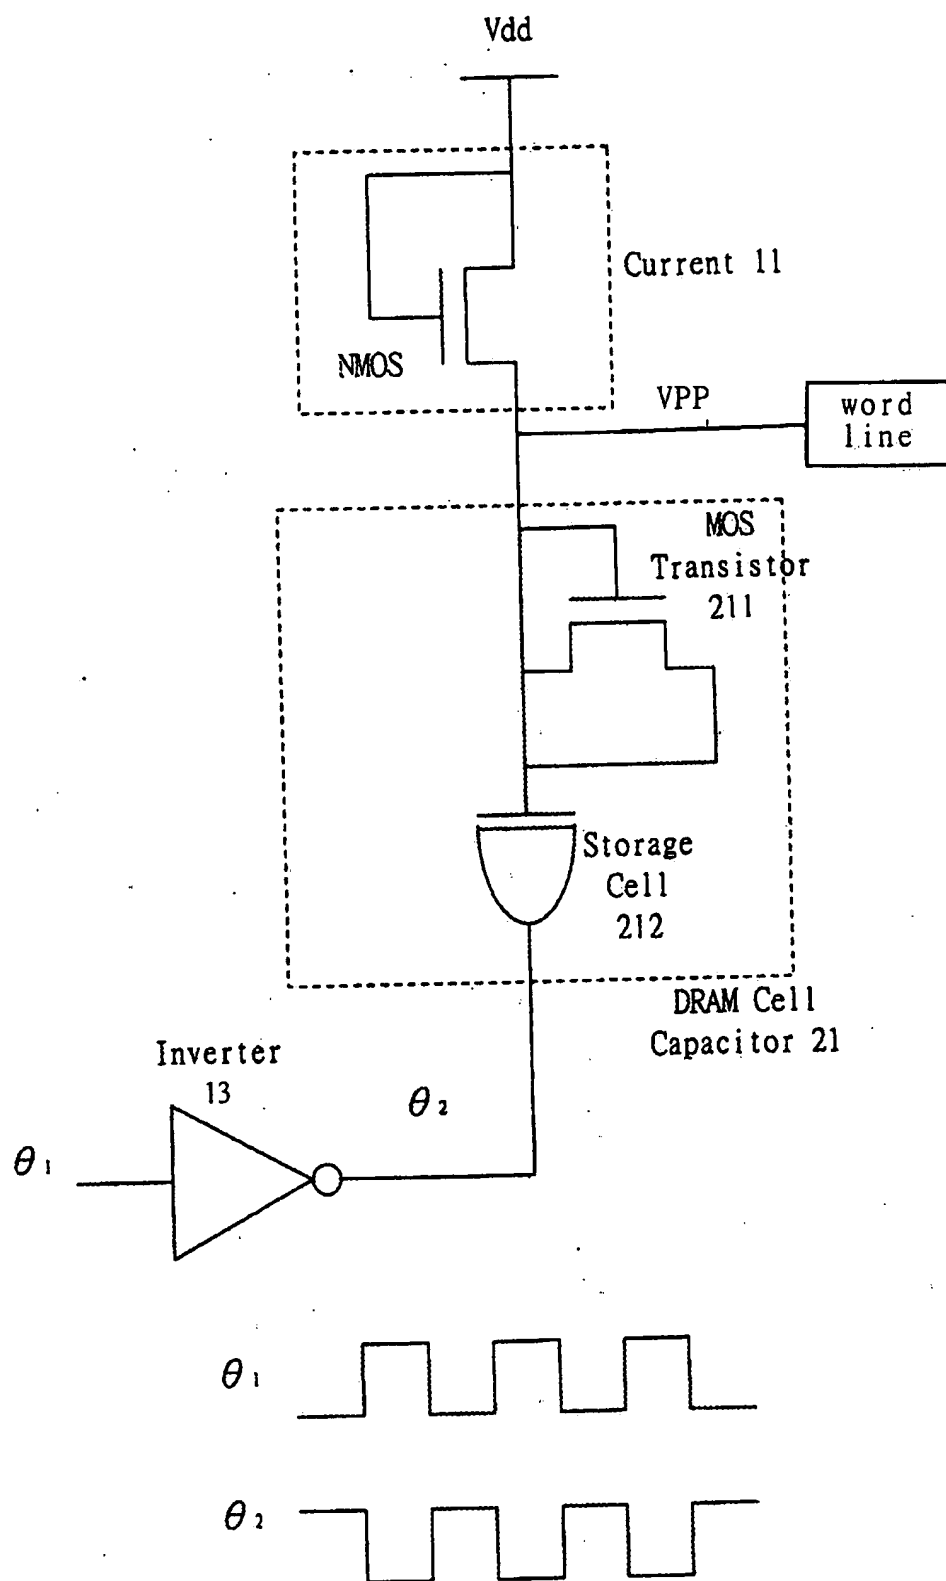 Vdd
Current 11
NMOS
VPP
word
line
MOS
Transistor
211
Storage
Cell
212
DRAM Cell
Capacitor 21
Inverter
13
θ2
θ1
θ1
θ2